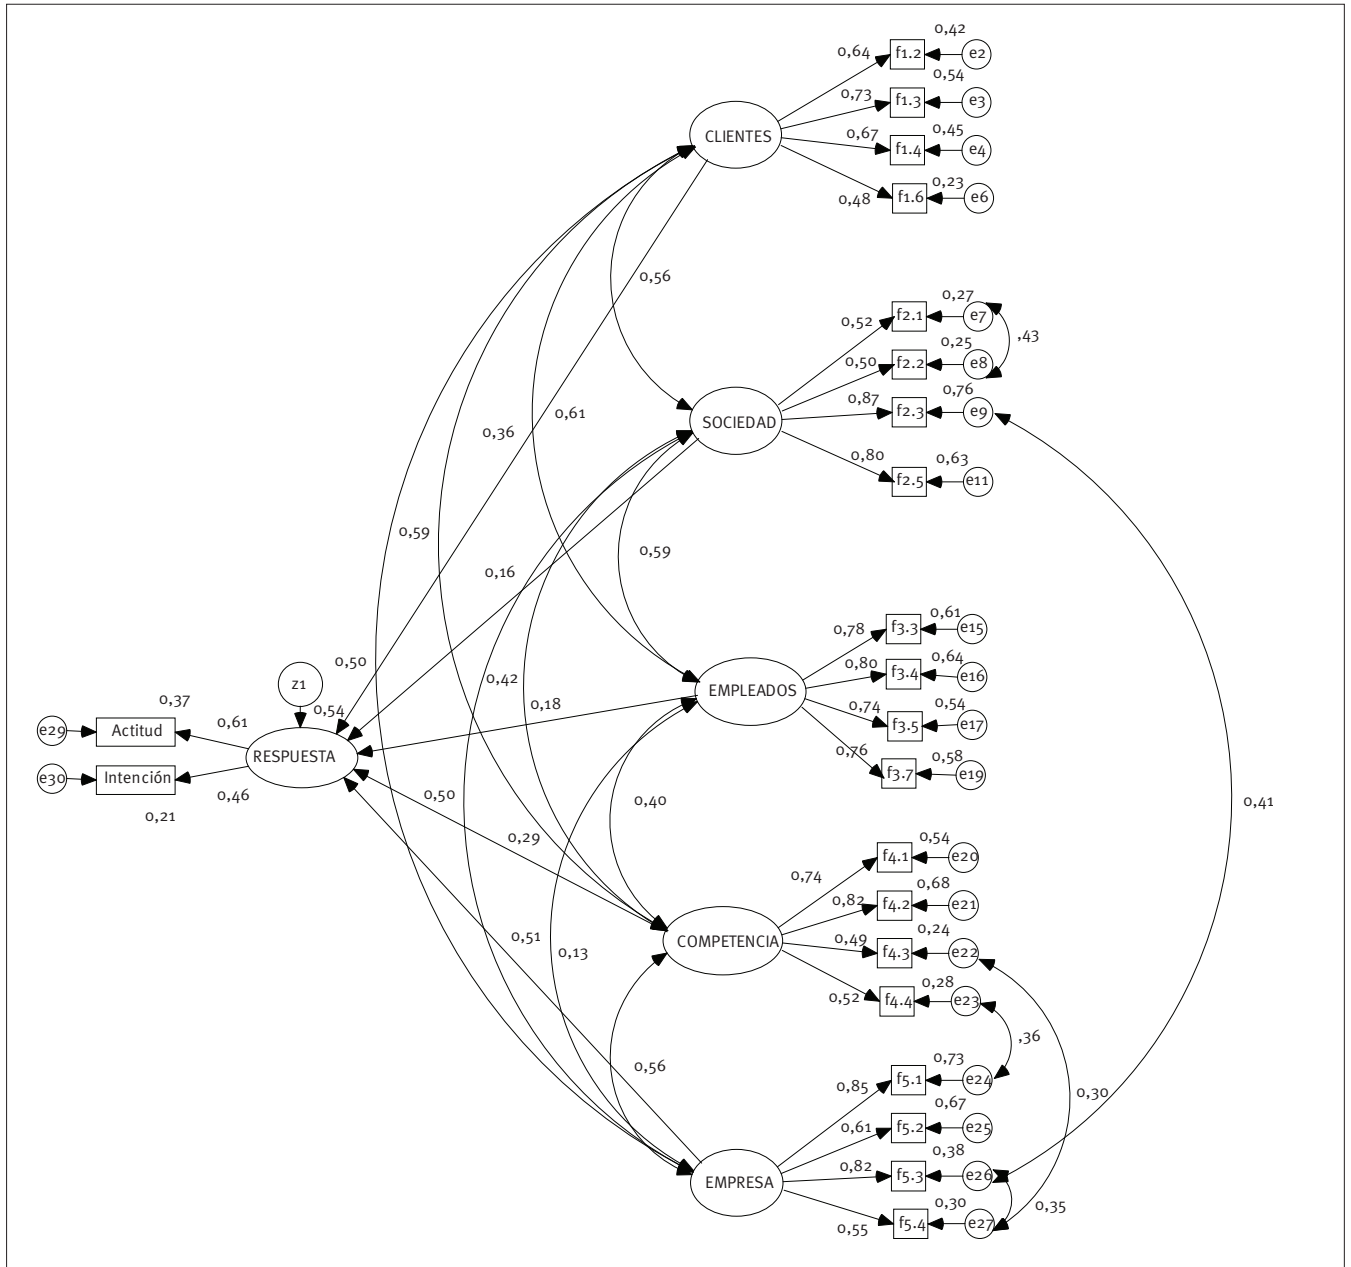 0,42
0,64 f1.2 e2
0,54
0,73 f1.3 e3
CLIENTES 0,67 0,45
f1.4 e4
0,23
0,48 f1.6 e6
0,56
0,27
0,52 f2.1 e7
,43
0,25
0,50 f2.2 e8
0,76
0,87 f2.3 e9
SOCIEDAD
0,36 0,61
0,80 0,63
f2.5 e11
0,59
0,59
0,16
0,61
0,78 f3.3 e15
0,50 0,80 0,64
f3.4 e16
z1 0,42 EMPLEADOS
0,37 0,54 0,18 0,74 0,54
e29 Actitud 0,61 f3.5 e17
RESPUESTA 0,76 0,58
e30 Intención f3.7 e19
0,46 0,50 0,40 0,41
0,21
0,29 0,54
f4.1 e20
0,74
0,68
0,82 f4.2 e21
COMPETENCIA 0,49 0,24
0,51 0,13 f4.3 e22
0,28
0,52 f4.4 e23
,36
0,56 0,73
0,85 f5.1 e24
0,30
0,67
0,61 f5.2 e25
0,38
0,82 f5.3 e26
EMPRESA
0,30 0,35
0,55 f5.4 e27